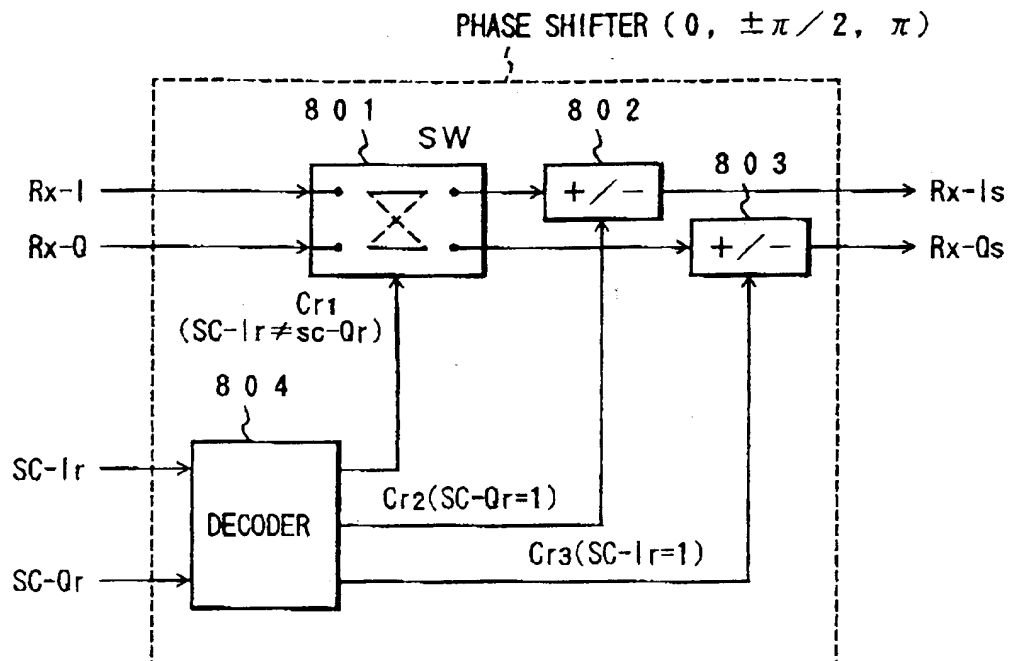 PHASE SHIFTER (0, ±π/2, π)
801
SW
802
803
Rx-I
+/-
Rx-Is
Rx-Q
+/-
Rx-Qs
Cr1
(SC-Ir≠sc-Qr)
804
SC-Ir
Cr2(SC-Qr=1)
DECODER
Cr3(SC-Ir=1)
SC-Qr